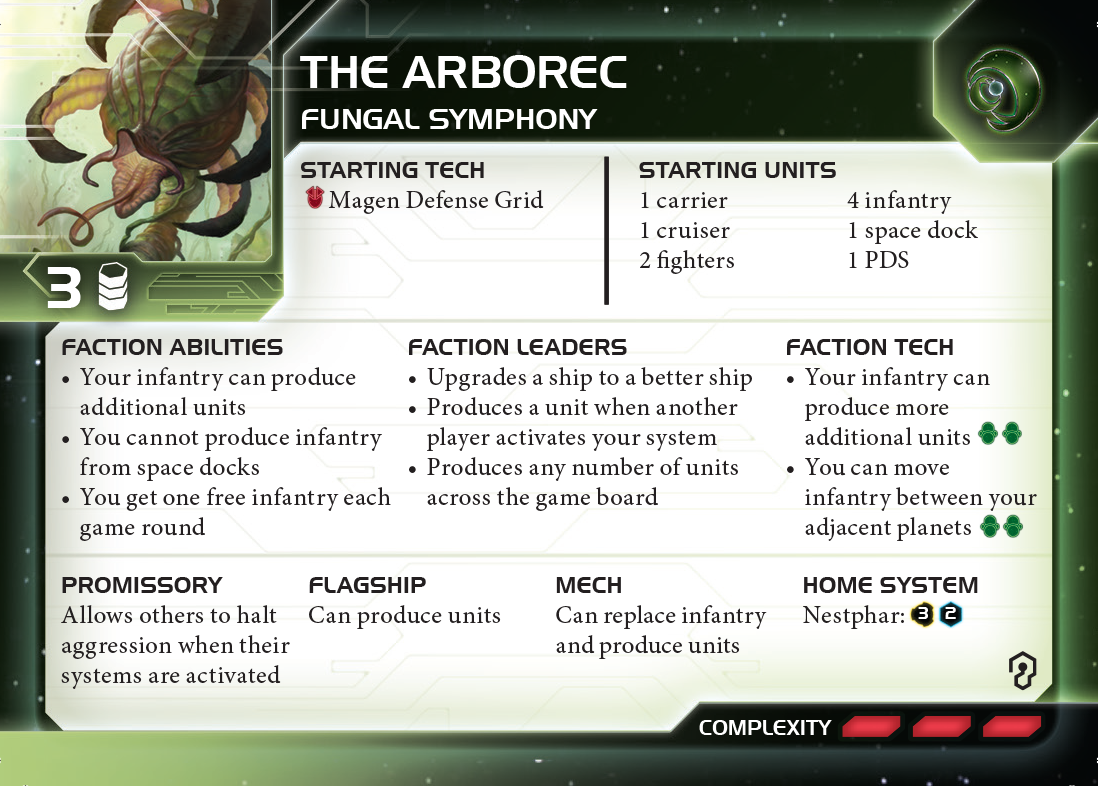 THE ARBOREC
FUNGAL SYMPHONY
3
STARTING TECH
Magen Defense Grid
STARTING UNITS
1 carrier
1 cruiser
2 fighters
4 infantry
1 space dock
1 PDS
FACTION ABILITIES
• Your infantry can produce
additional units
• You cannot produce infantry
from space docks
• You get one free infantry each
game round
FACTION LEADERS
• Upgrades a ship to a better ship
• Produces a unit when another
player activates your system
• Produces any number of units
across the game board
FACTION TECH
• Your infantry can
produce more
additional units
• You can move
infantry between your
adjacent planets
PROMISSORY
Allows others to halt
aggression when their
systems are activated
FLAGSHIP
Can produce units
MECH
Can replace infantry
and produce units
HOME SYSTEM
Nestphar: 3 2
COMPLEXITY